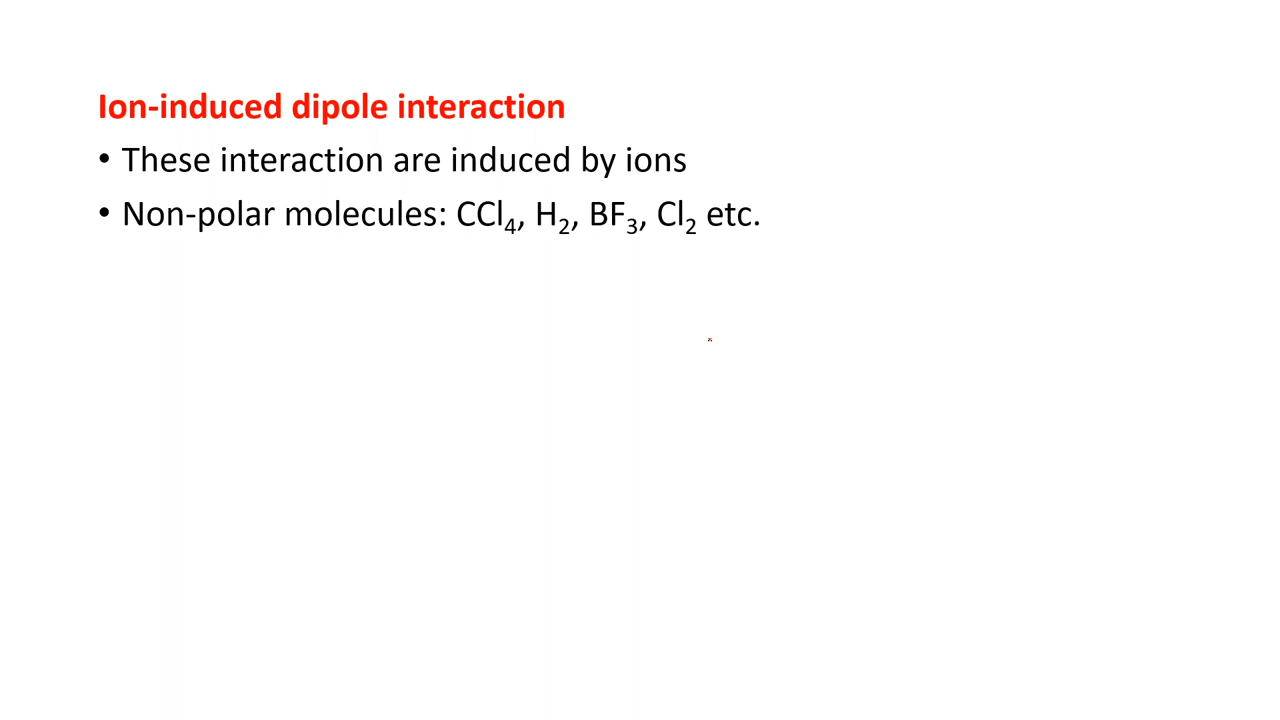 Ion-induced dipole interaction
• These interaction are induced by ions
• Non-polar molecules: CCl₄, H₂, BF₃, Cl₂ etc.